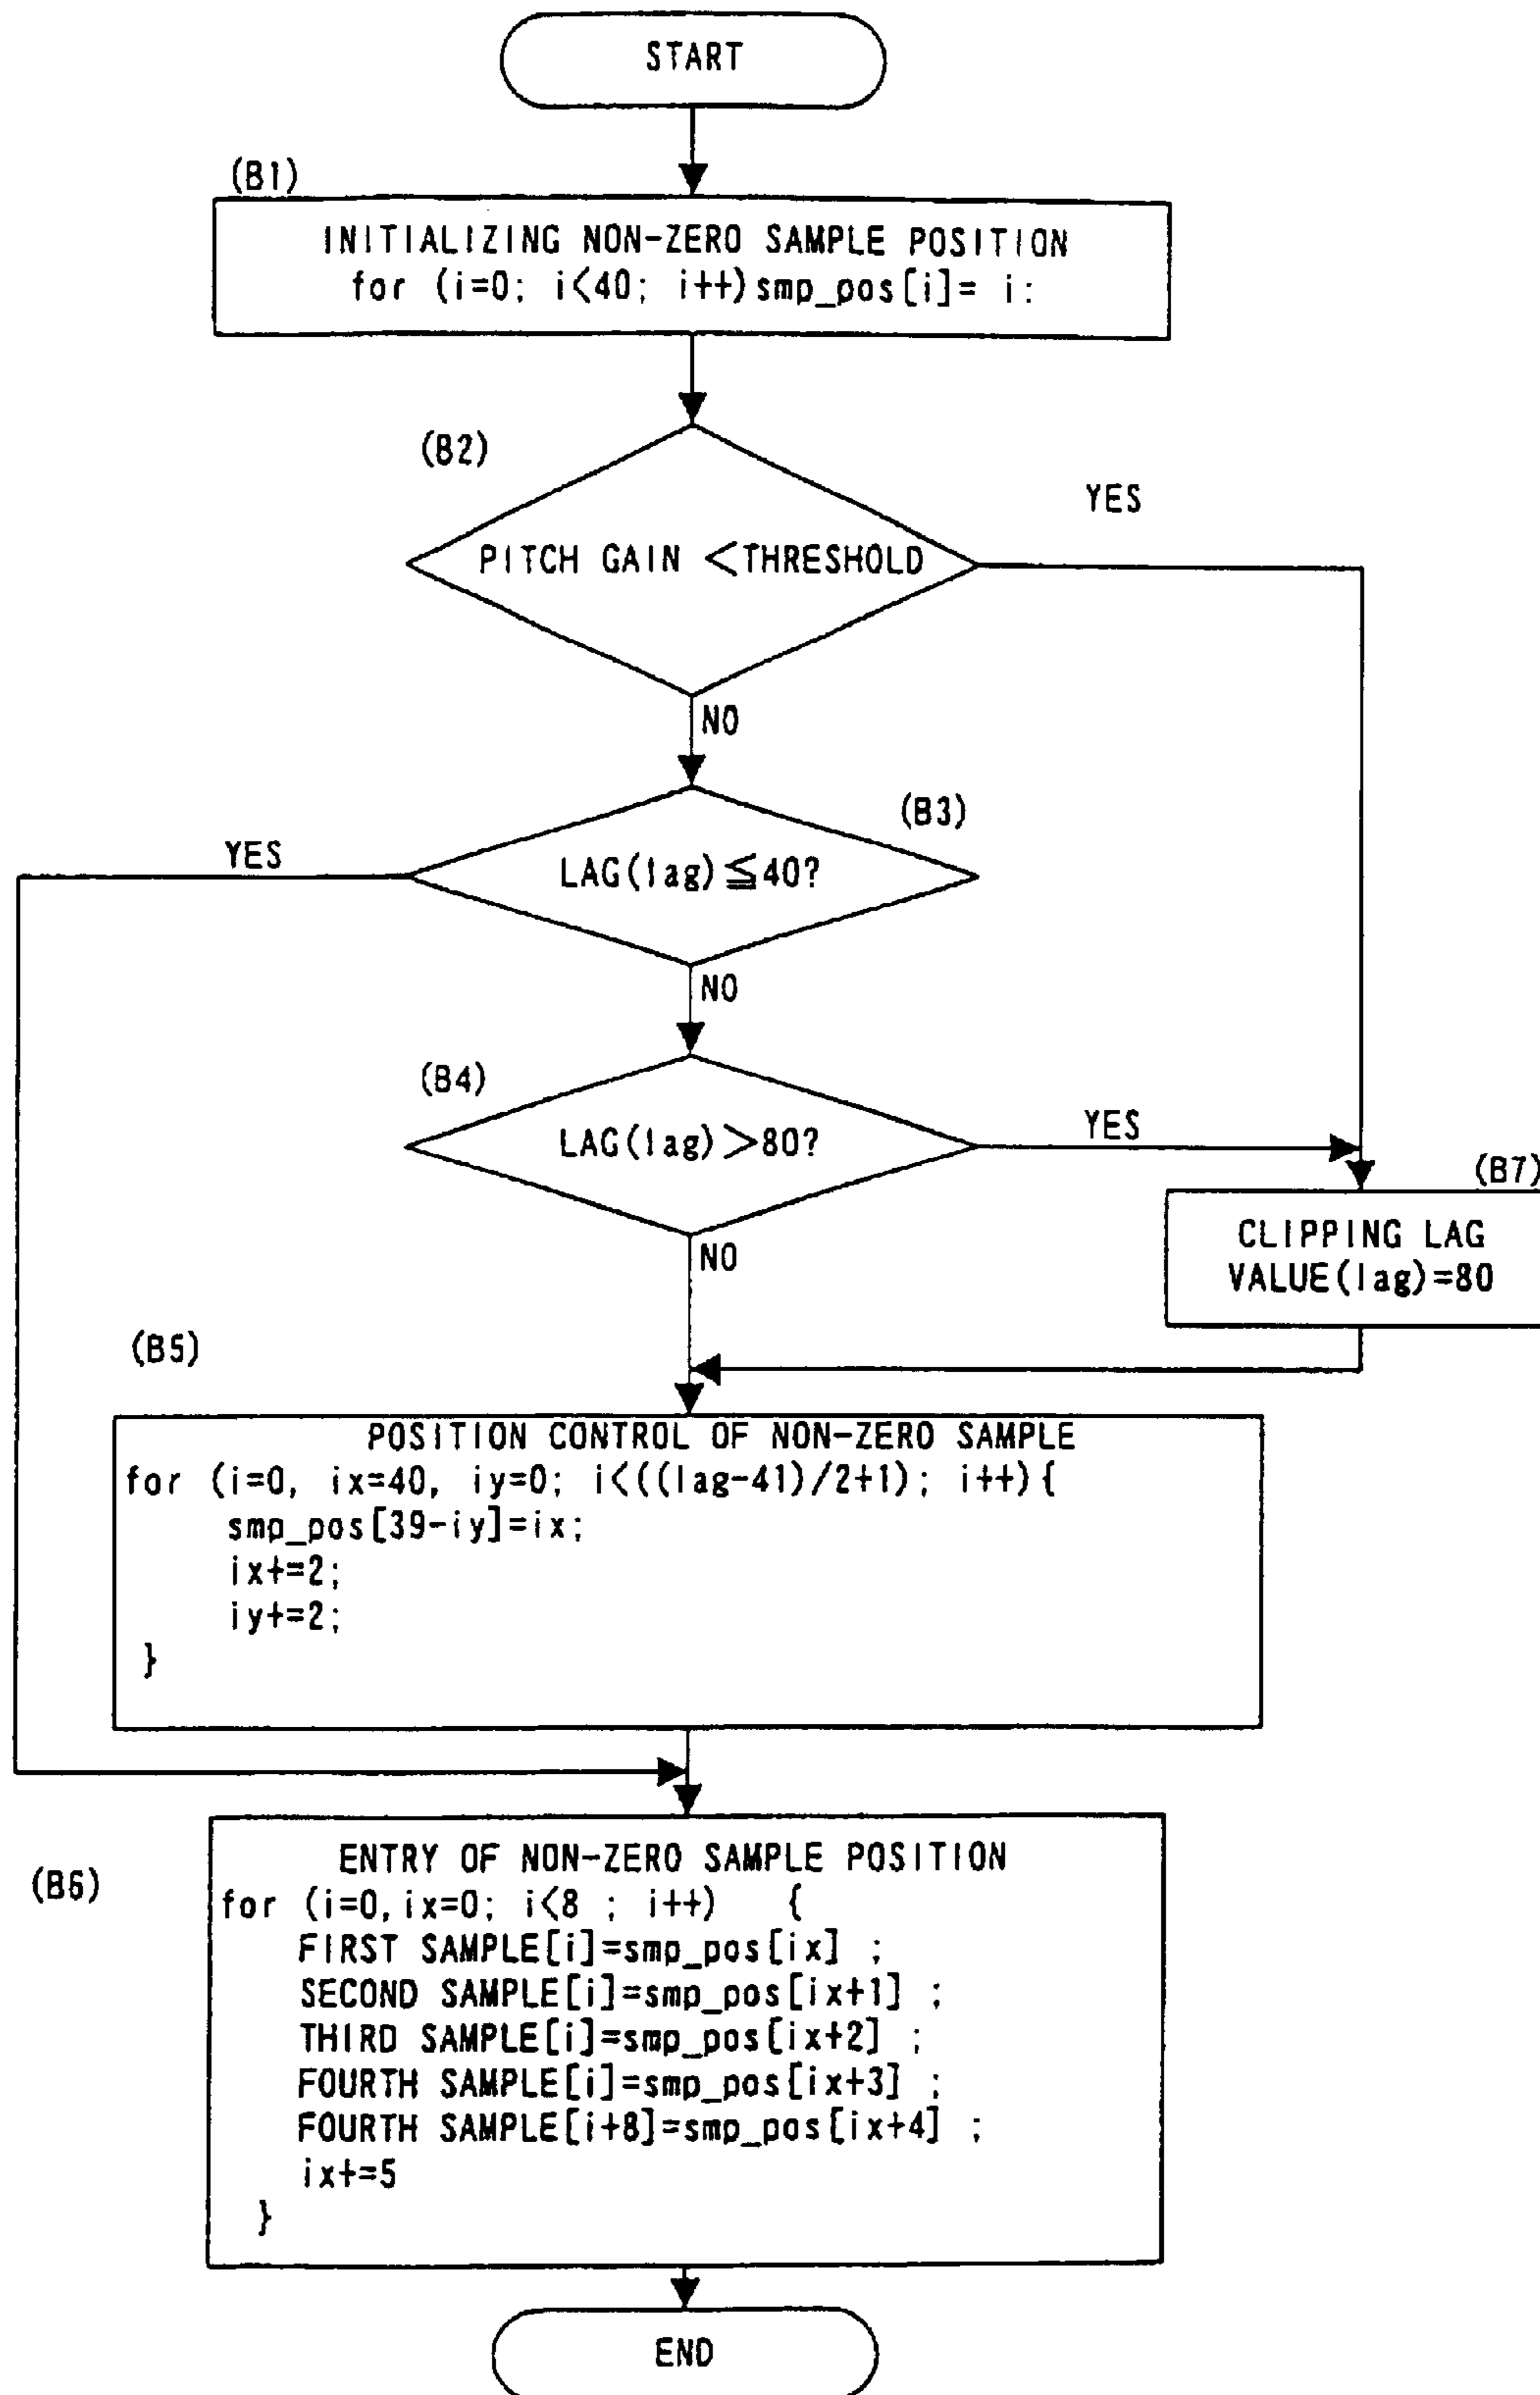 START
(B1)
INITIALIZING NON-ZERO SAMPLE POSITION
for (i=0; i<40; i++)smp_pos[i]= i:
(B2)
YES
PITCH GAIN <THRESHOLD
NO
(B3)
YES
LAG(lag)≦40?
NO
(B4)
YES
LAG(lag)>80?
(B7)
NO
CLIPPING LAG
VALUE(lag)=80
(B5)
POSITION CONTROL OF NON-ZERO SAMPLE
for (i=0, ix=40, iy=0; i<((lag-41)/2+1); i++){
smp_pos[39-iy]=ix;
ix+=2;
iy+=2;
}
(B6)
ENTRY OF NON-ZERO SAMPLE POSITION
for (i=0,ix=0; i<8 ; i++) {
FIRST SAMPLE[i]=smp_pos[ix] ;
SECOND SAMPLE[i]=smp_pos[ix+1] ;
THIRD SAMPLE[i]=smp_pos[ix+2] ;
FOURTH SAMPLE[i]=smp_pos[ix+3] ;
FOURTH SAMPLE[i+8]=smp_pos[ix+4] ;
ix+=5
}
END